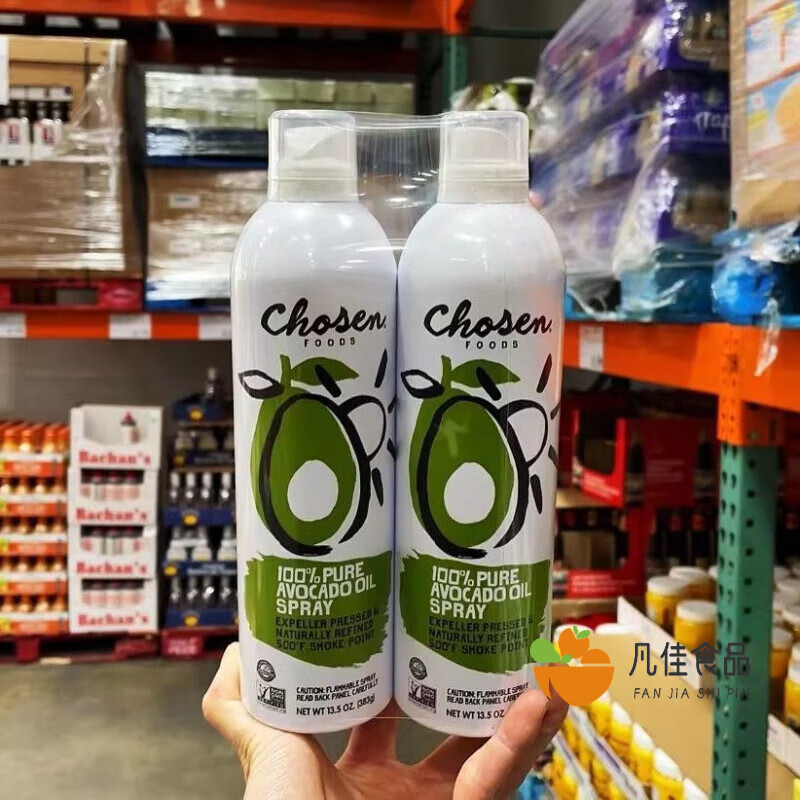 Chosen
FOODS
100% PURE
AVOCADO OIL
SPRAY
EXPELLER PRESSED &
NATURALLY REFINED
500°F SMOKE POINT
CAUTION: FLAMMABLE SPRAY
READ BACK PANEL CAREFULLY
NET WT 13.5 OZ. (383g)
Chosen
FOODS
100% PURE
AVOCADO OIL
SPRAY
EXPELLER PRESSED &
NATURALLY REFINED
500°F SMOKE POINT
CAUTION: FLAMMABLE SPRAY
READ BACK PANEL CAREFULLY
NET WT 13.5 OZ.
Bachan's
Bachan's
Bachan's
Bachan's
凡佳食品
FAN JIA SHI PIN